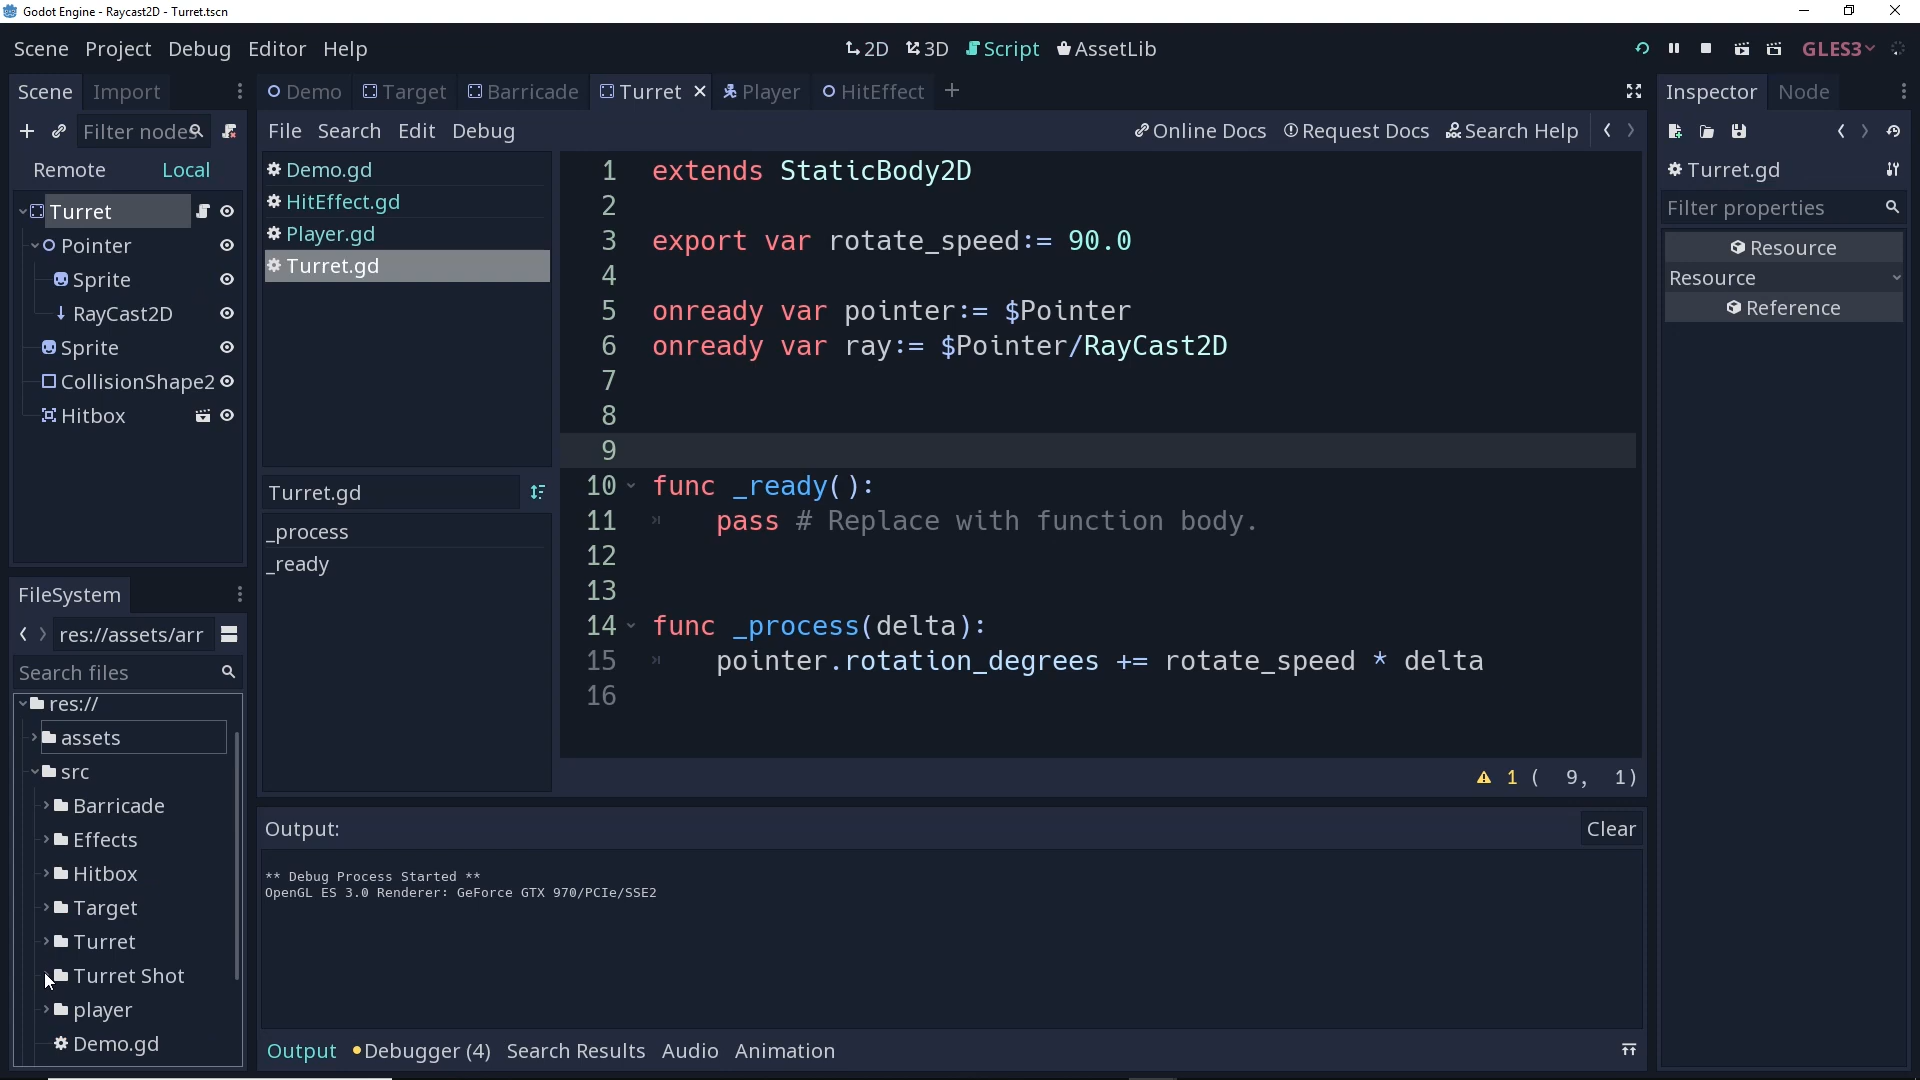 Godot Engine - Raycast2D - Turret.tscn
Scene Project Debug Editor Help
2D 3D Script AssetLib
GLES3
Scene Import
Demo Target Barricade Turret Player HitEffect
Inspector Node
Filter nodes
File Search Edit Debug
Online Docs Request Docs Search Help
Remote Local
Turret
Pointer
Sprite
RayCast2D
Sprite
CollisionShape2
Hitbox
Demo.gd
HitEffect.gd
Player.gd
Turret.gd
Turret.gd
_process
_ready
1 extends StaticBody2D
2
3 export var rotate_speed:= 90.0
4
5 onready var pointer:= $Pointer
6 onready var ray:= $Pointer/RayCast2D
7
8
9
10 func _ready():
11 pass # Replace with function body.
12
13
14 func _process(delta):
15 pointer.rotation_degrees += rotate_speed * delta
16
1 ( 9, 1)
Turret.gd
Filter properties
Resource
Resource
Reference
FileSystem
res://assets/arr
Search files
res://
assets
src
Barricade
Effects
Hitbox
Target
Turret
Turret Shot
player
Demo.gd
Output:
Clear
** Debug Process Started **
OpenGL ES 3.0 Renderer: GeForce GTX 970/PCIe/SSE2
Output Debugger (4) Search Results Audio Animation